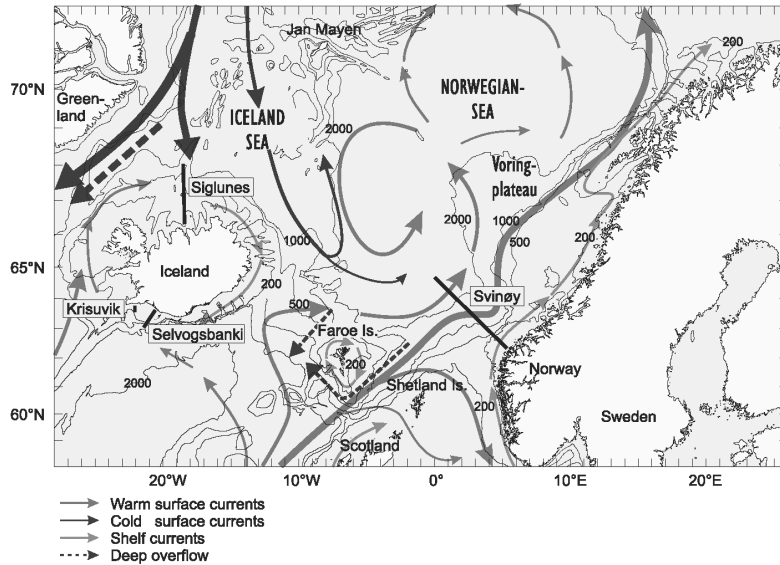 Jan Mayen
200
70°N
Green-
land
ICELAND
SEA
NORWEGIAN-
SEA
2000
Voring-
plateau
Siglunes
2000
1000
500
200
1000
Iceland
65°N
200
Krisuvik
500
Svinøy
Selvogsbanki
Faroe Is.
200
2000
Shetland Is.
Norway
200
60°N
Sweden
Scotland
20°W
10°W
0°
10°E
20°E
Warm surface currents
Cold surface currents
Shelf currents
Deep overflow